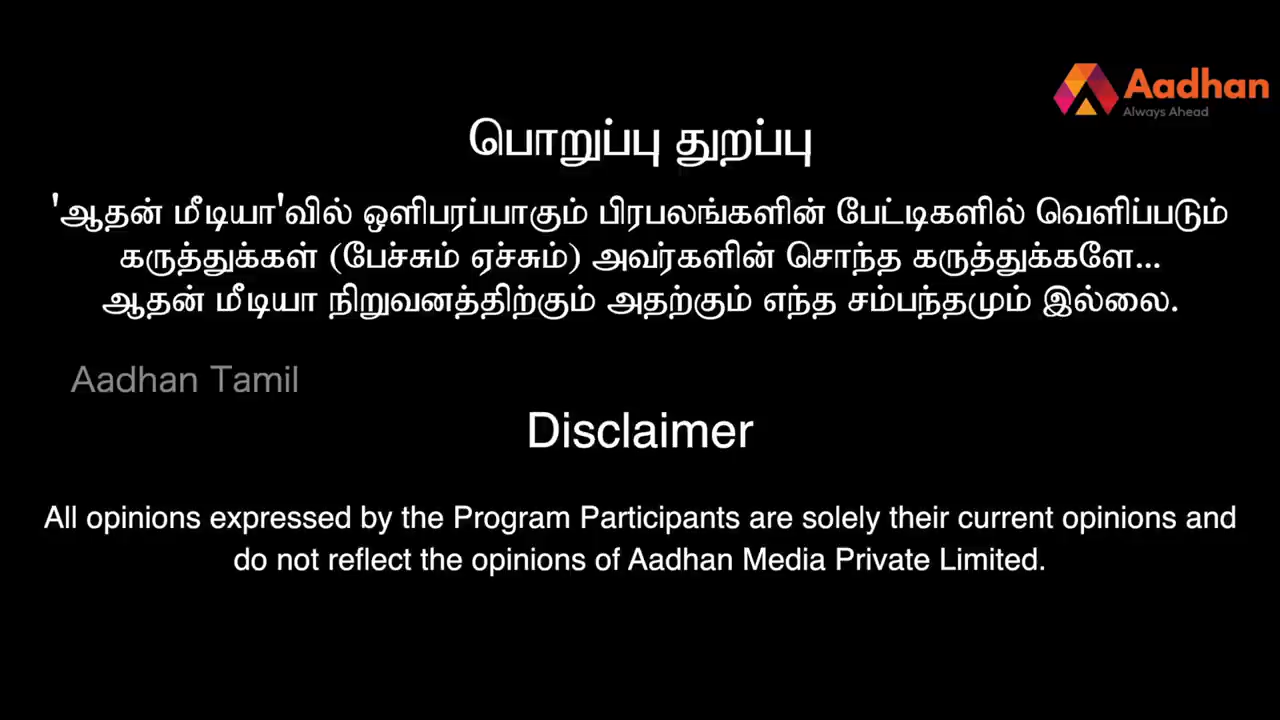 Aadhan
Always Ahead
பொறுப்பு துறப்பு
'ஆதன் மீடியா'வில் ஒளிபரப்பாகும் பிரபலங்களின் பேட்டிகளில் வெளிப்படும்
கருத்துக்கள் (பேச்சும் ஏச்சும்) அவர்களின் சொந்த கருத்துக்களே...
ஆதன் மீடியா நிறுவனத்திற்கும் அதற்கும் எந்த சம்பந்தமும் இல்லை.
Aadhan Tamil
Disclaimer
All opinions expressed by the Program Participants are solely their current opinions and
do not reflect the opinions of Aadhan Media Private Limited.